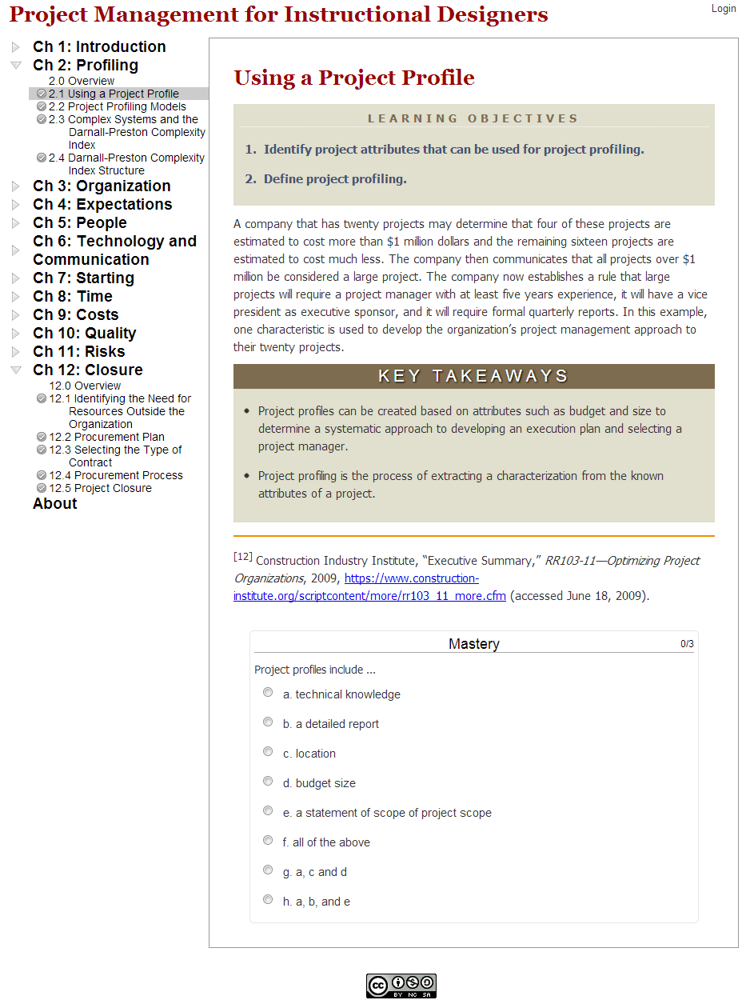 Project Management for Instructional Designers
Login
Ch 1: Introduction
Ch 2: Profiling
2.0 Overview
2.1 Using a Project Profile
2.2 Project Profiling Models
2.3 Complex Systems and the
Darnall-Preston Complexity
Index
2.4 Darnall-Preston Complexity
Index Structure
Ch 3: Organization
Ch 4: Expectations
Ch 5: People
Ch 6: Technology and
Communication
Ch 7: Starting
Ch 8: Time
Ch 9: Costs
Ch 10: Quality
Ch 11: Risks
Ch 12: Closure
12.0 Overview
12.1 Identifying the Need for
Resources Outside the
Organization
12.2 Procurement Plan
12.3 Selecting the Type of
Contract
12.4 Procurement Process
12.5 Project Closure
About
Using a Project Profile
LEARNING OBJECTIVES
1. Identify project attributes that can be used for project profiling.
2. Define project profiling.
A company that has twenty projects may determine that four of these projects are
estimated to cost more than $1 million dollars and the remaining sixteen projects are
estimated to cost much less. The company then communicates that all projects over $1
million be considered a large project. The company now establishes a rule that large
projects will require a project manager with at least five years experience, it will have a vice
president as executive sponsor, and it will require formal quarterly reports. In this example,
one characteristic is used to develop the organization’s project management approach to
their twenty projects.
KEY TAKEAWAYS
• Project profiles can be created based on attributes such as budget and size to
determine a systematic approach to developing an execution plan and selecting a
project manager.
• Project profiling is the process of extracting a characterization from the known
attributes of a project.
[12] Construction Industry Institute, “Executive Summary,” RR103-11—Optimizing Project
Organizations, 2009, https://www.construction-
institute.org/scriptcontent/more/rr103_11_more.cfm (accessed June 18, 2009).
Mastery
0/3
Project profiles include ...
a. technical knowledge
b. a detailed report
c. location
d. budget size
e. a statement of scope of project scope
f. all of the above
g. a, c and d
h. a, b, and e
cc
BY NC SA